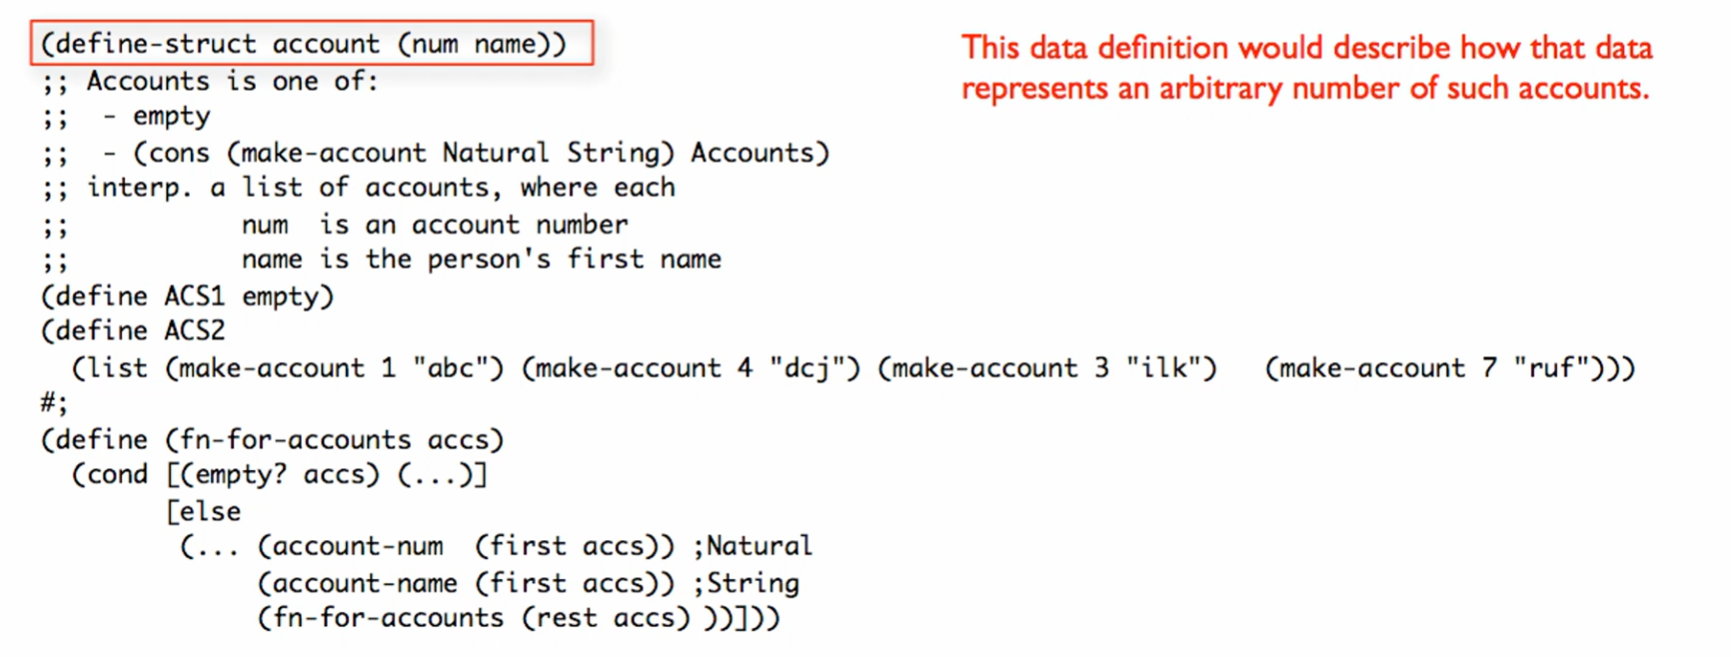 (define-struct account (num name))
;; Accounts is one of:
;;  - empty
;;  - (cons (make-account Natural String) Accounts)
;; interp. a list of accounts, where each
;;           num  is an account number
;;           name is the person's first name
(define ACS1 empty)
(define ACS2
  (list (make-account 1 "abc") (make-account 4 "dcj") (make-account 3 "ilk")   (make-account 7 "ruf")))
#;
(define (fn-for-accounts accs)
  (cond [(empty? accs) (...)]
        [else
         (... (account-num  (first accs)) ;Natural
              (account-name (first accs)) ;String
              (fn-for-accounts (rest accs) ))]))
This data definition would describe how that data
represents an arbitrary number of such accounts.